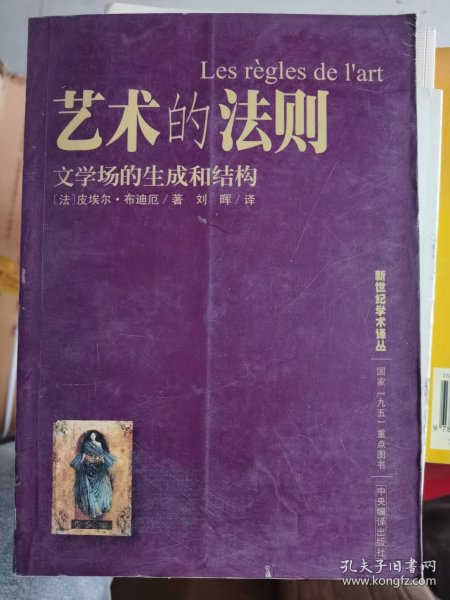 Les règles de l'art
艺术的法则
文学场的生成和结构
[法]皮埃尔·布迪厄/著 刘 晖/译
新世纪学术译丛
国家「九五」重点图书
中央编译出版社
孔夫子旧书网
www.kongfz.com